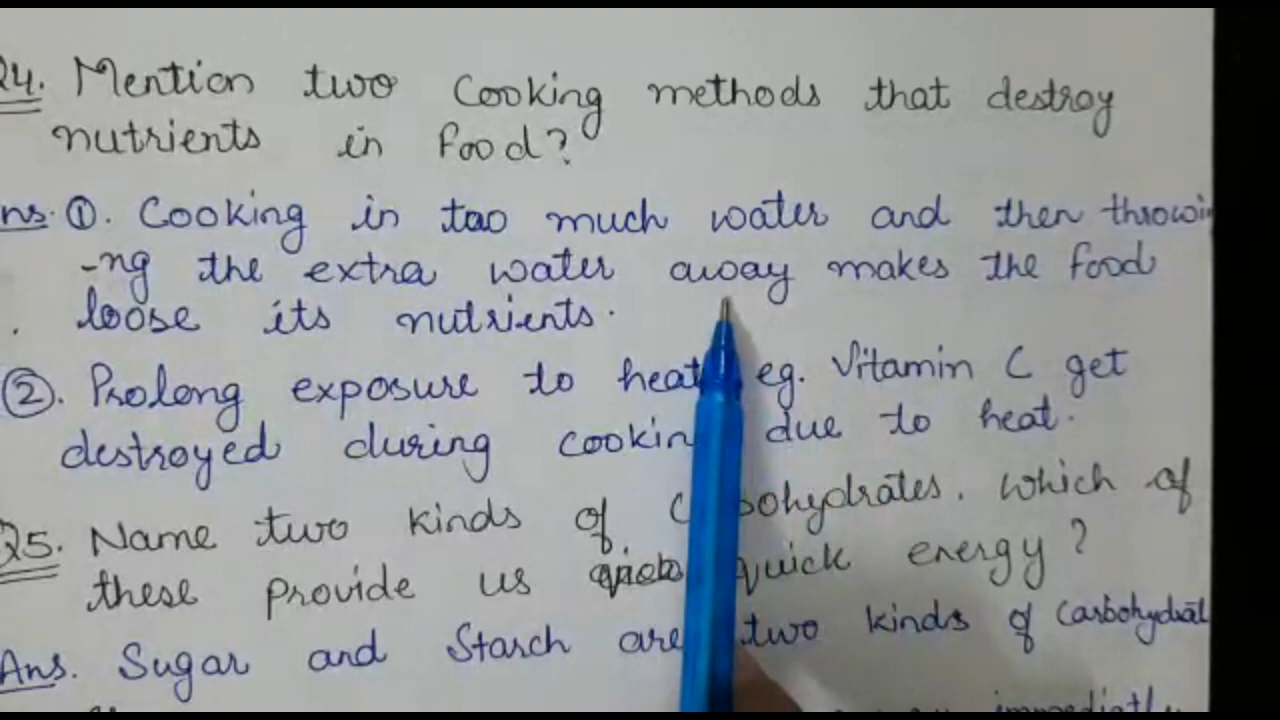 24. Mention two cooking methods that destroy
nutrients in food?
ns. ①. Cooking in too much water and then throwi
-ng the extra water away makes the food
loose its nutrients.
②. Prolong exposure to heat eg. Vitamin C get
destroyed during cookin due to heat.
Q5. Name two kinds of Carbohydrates. Which of
these provide us quick energy?
Ans. Sugar and Starch are two kinds of Carbohydrat
immediatly